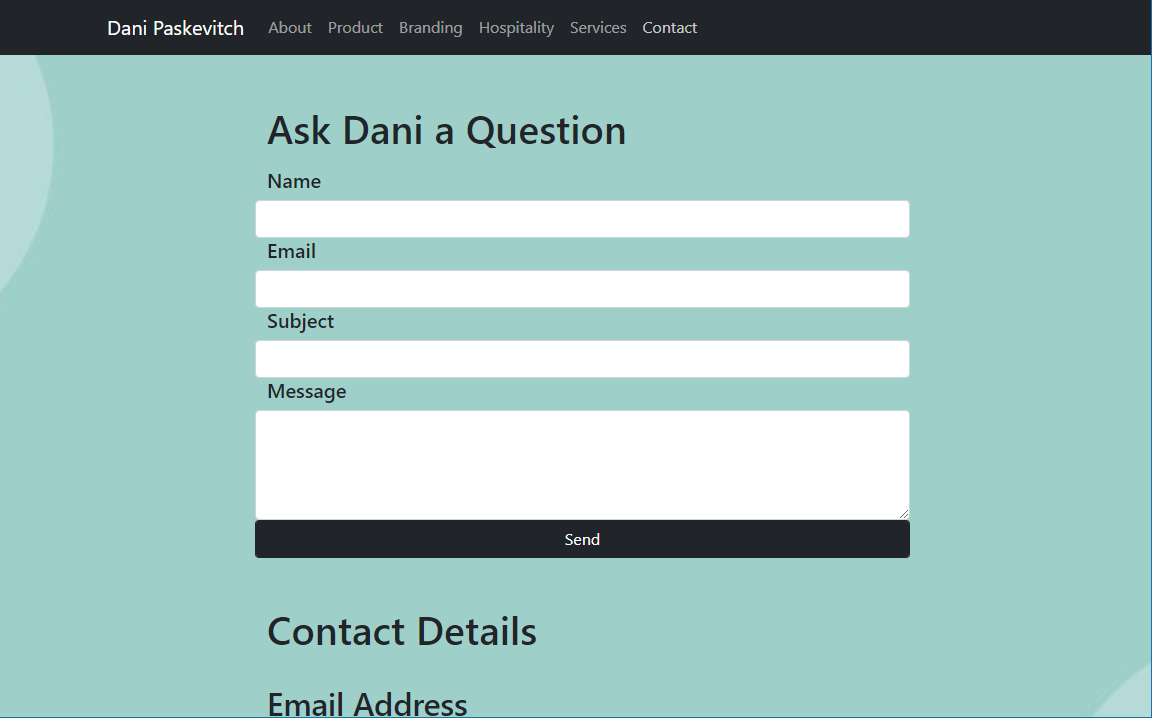 Dani Paskevitch About Product Branding Hospitality Services Contact
Ask Dani a Question
Name
Email
Subject
Message
Send
Contact Details
Email Address